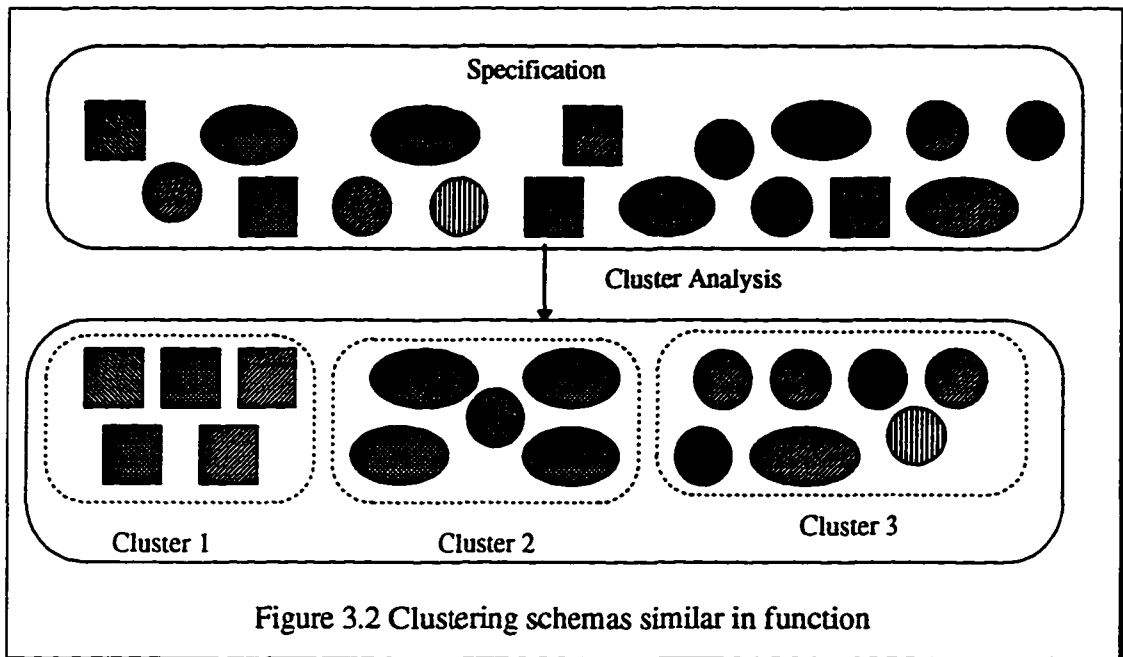 Specification
Cluster Analysis
Cluster 1
Cluster 2
Cluster 3
Figure 3.2 Clustering schemas similar in function